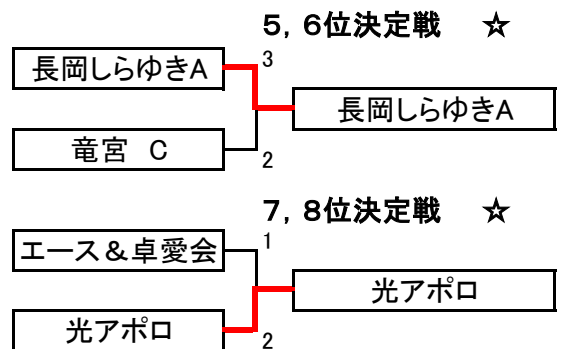 5,6位決定戦　☆
長岡しらゆきA
3
長岡しらゆきA
竜宮　C
2
7,8位決定戦　☆
エース&卓愛会
1
光アポロ
光アポロ
2